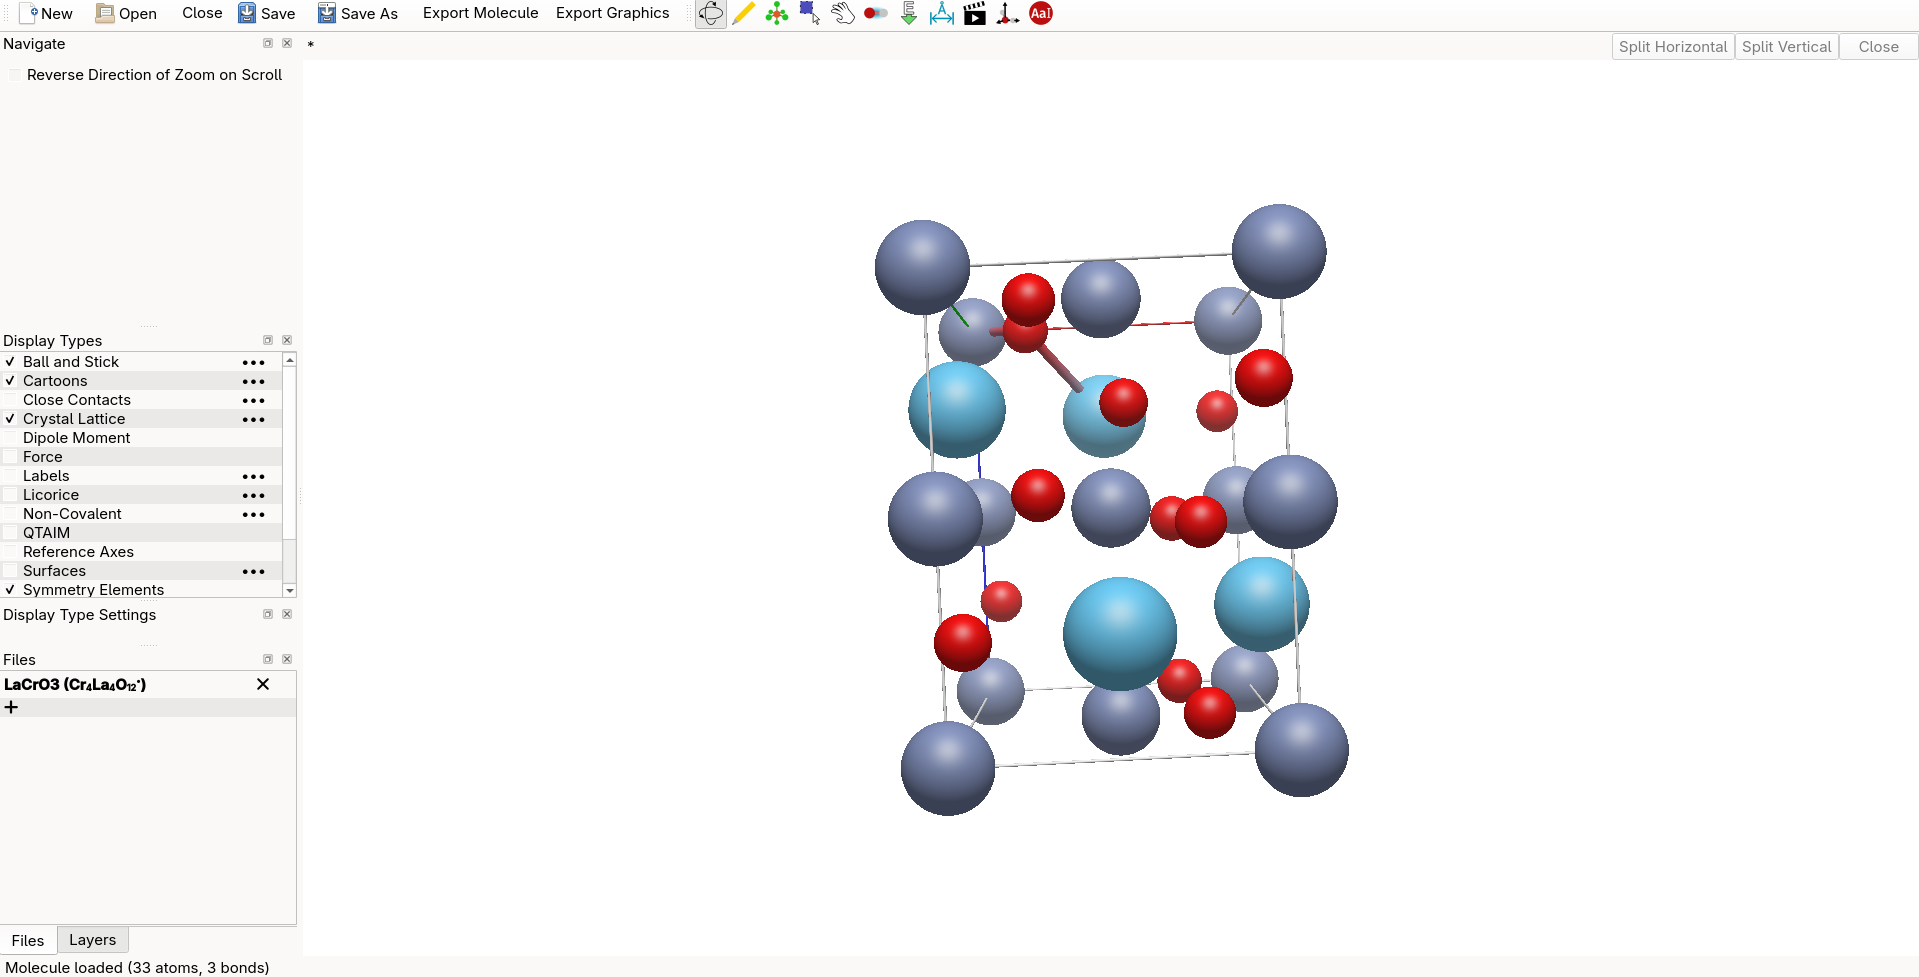 New Open Close Save Save As Export Molecule Export Graphics E A Aa!
Navigate
* Split Horizontal Split Vertical Close
Reverse Direction of Zoom on Scroll
Display Types
Ball and Stick
Cartoons
Close Contacts
Crystal Lattice
Dipole Moment
Force
Labels
Licorice
Non-Covalent
QTAIM
Reference Axes
Surfaces
Symmetry Elements
Display Type Settings
Files
LaCrO3 (Cr₄La₄O₁₂•)
Files Layers
Molecule loaded (33 atoms, 3 bonds)